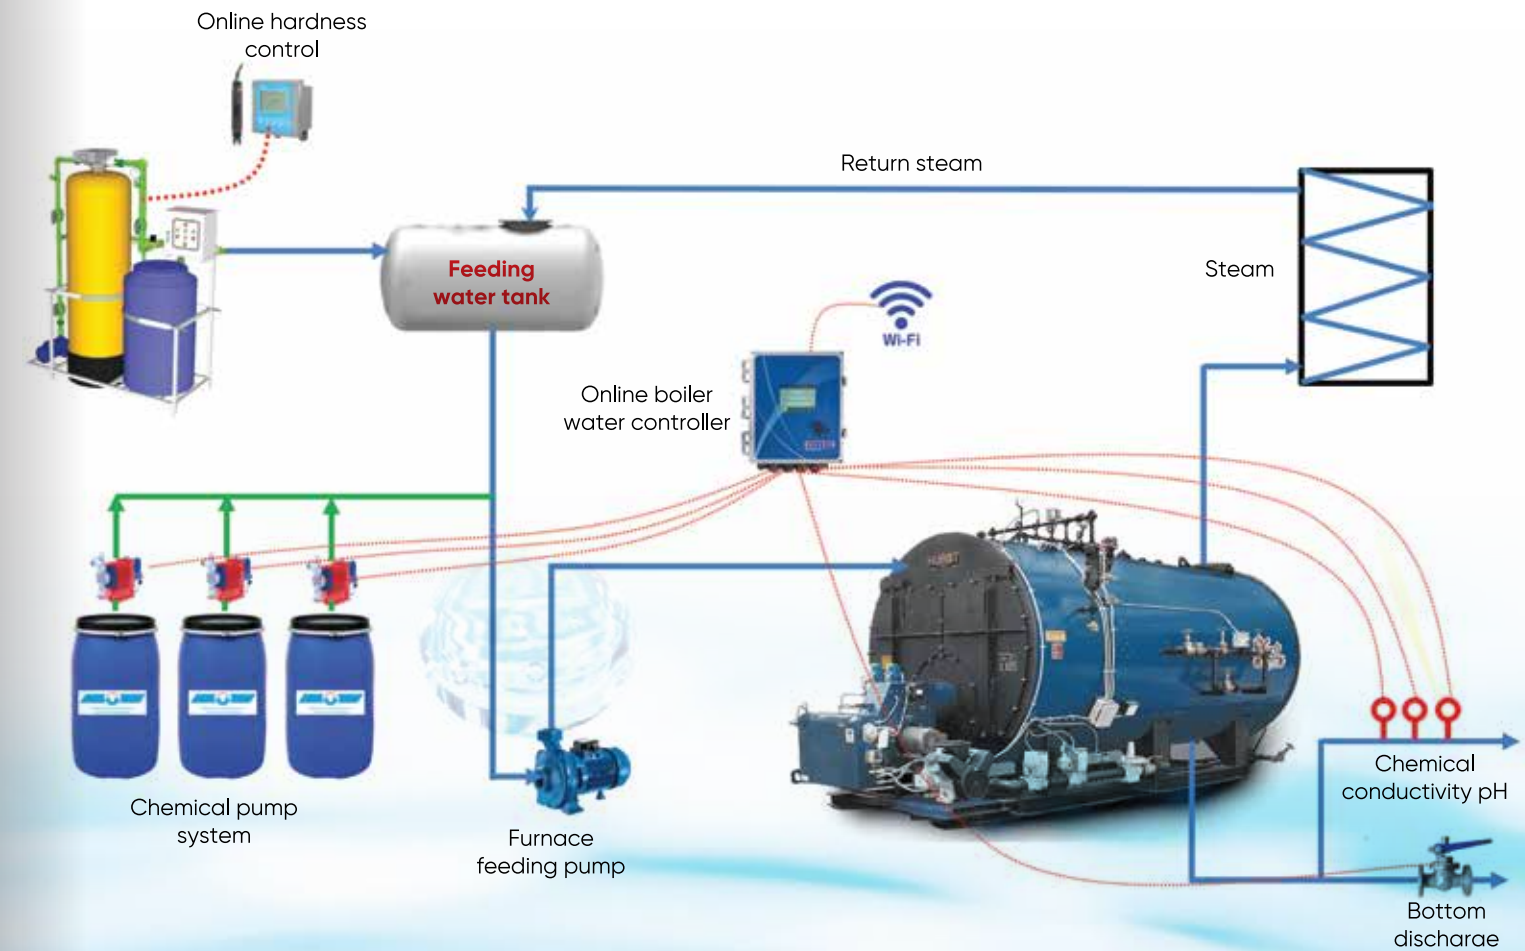 Online hardness
control
Return steam
Steam
Feeding
water tank
Wi-Fi
Online boiler
water controller
Chemical pump
system
Furnace
feeding pump
Chemical
conductivity pH
Bottom
discharae